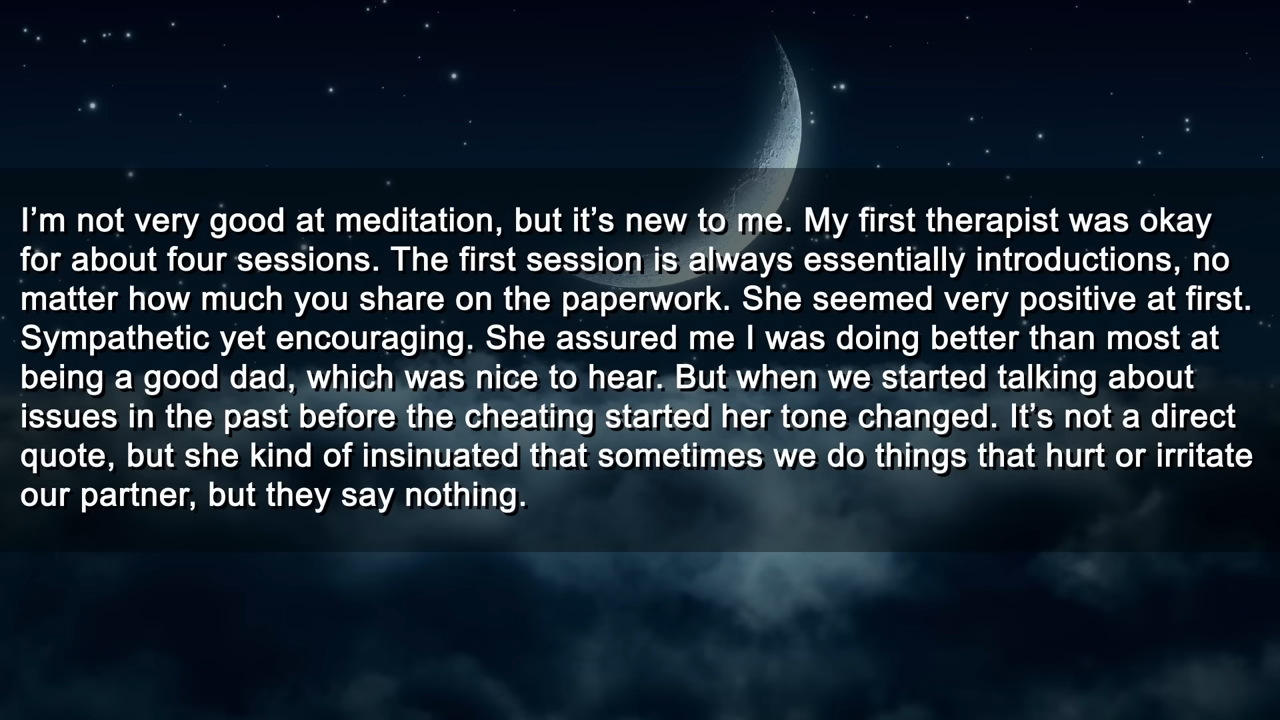 I’m not very good at meditation, but it’s new to me. My first therapist was okay
for about four sessions. The first session is always essentially introductions, no
matter how much you share on the paperwork. She seemed very positive at first.
Sympathetic yet encouraging. She assured me I was doing better than most at
being a good dad, which was nice to hear. But when we started talking about
issues in the past before the cheating started her tone changed. It’s not a direct
quote, but she kind of insinuated that sometimes we do things that hurt or irritate
our partner, but they say nothing.